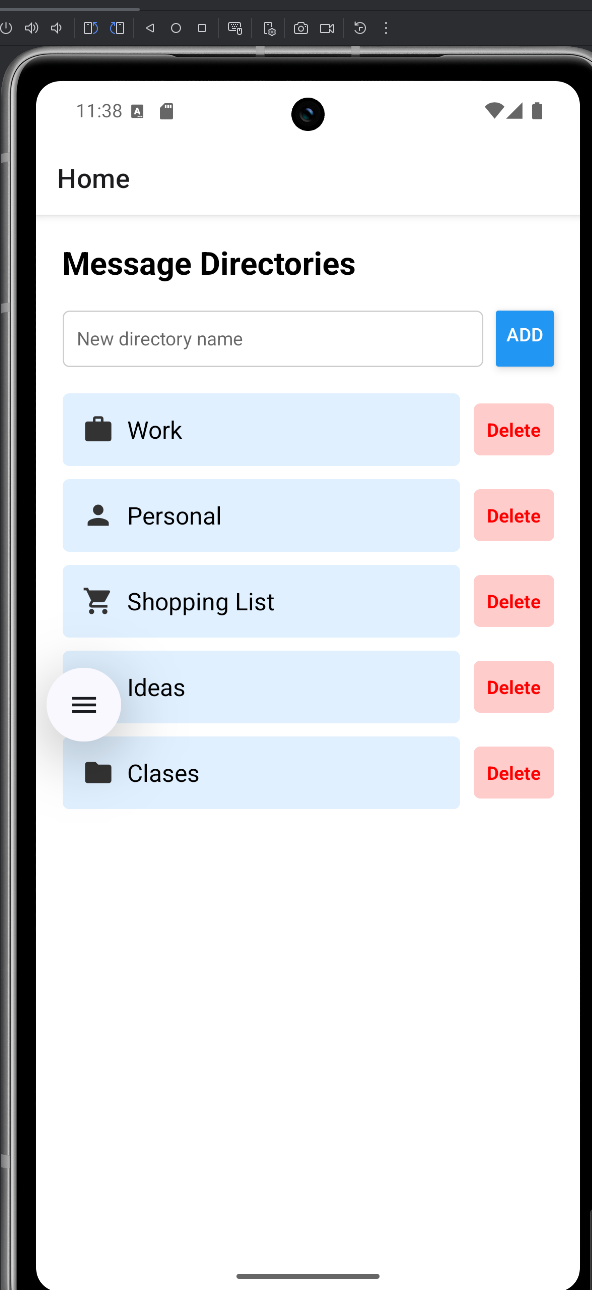 11:38
Home
Message Directories
New directory name
ADD
Work
Delete
Personal
Delete
Shopping List
Delete
Ideas
Delete
Clases
Delete